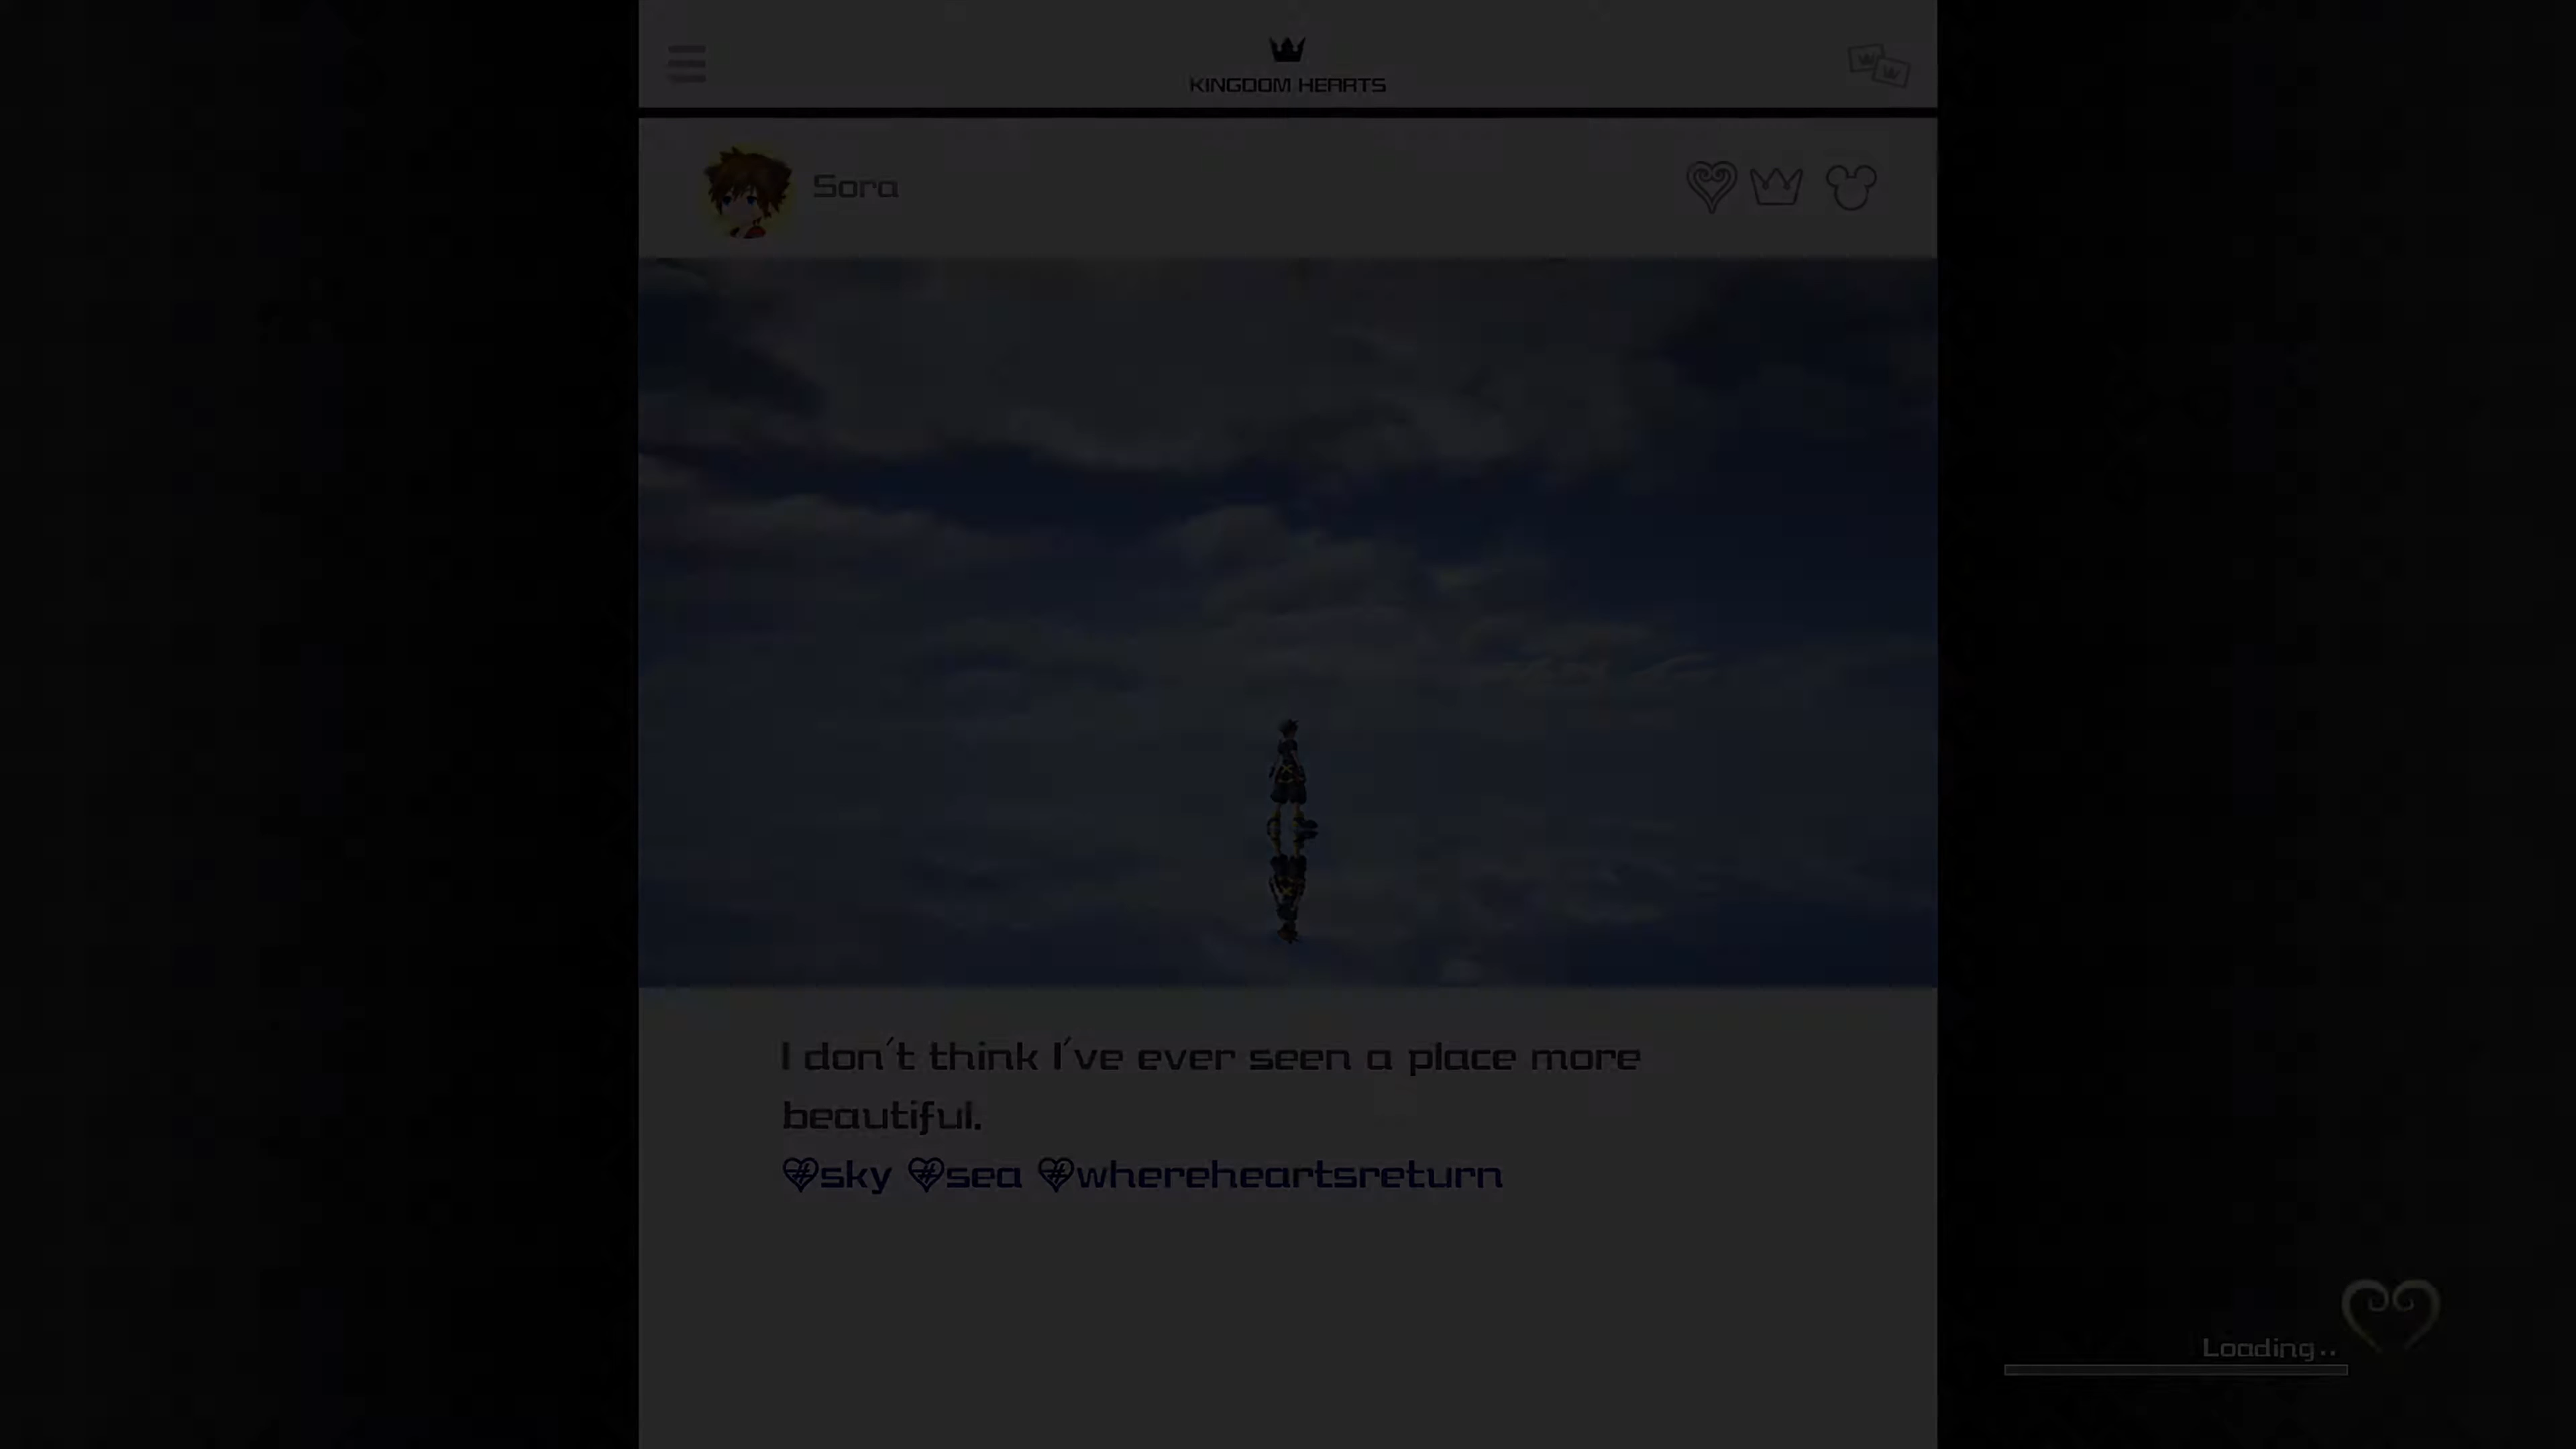 KINGDOM HEARTS
Sora
I don't think I've ever seen a place more
beautiful.
#sky #sea #whereheartsreturn
Loading..